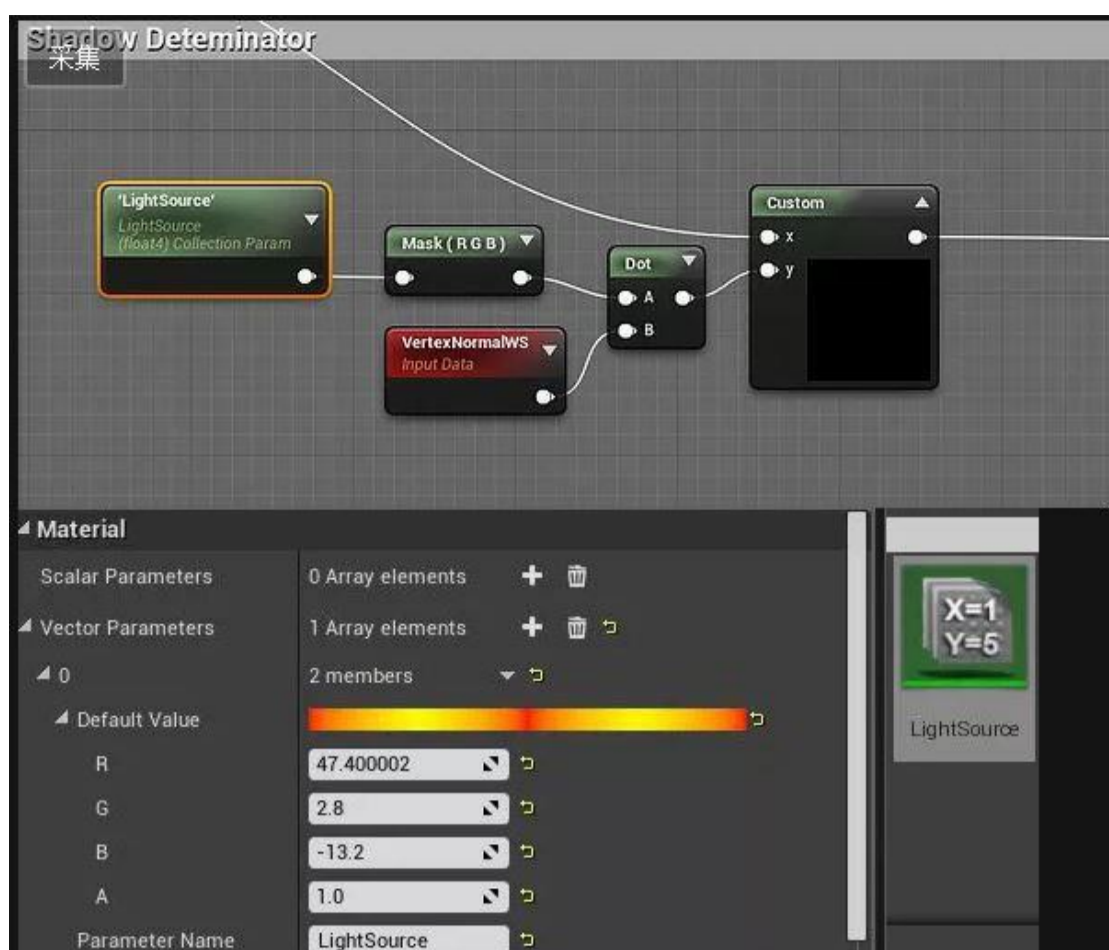 Shadow Deteminator
采集
'LightSource'
LightSource
(float4) Collection Param
Mask ( R G B )
VertexNormalWS
Input Data
Dot
A
B
Custom
x
y
Material
Scalar Parameters 0 Array elements
Vector Parameters 1 Array elements
0 2 members
Default Value
R 47.400002
G 2.8
B -13.2
A 1.0
Parameter Name LightSource
X=1
Y=5
LightSource